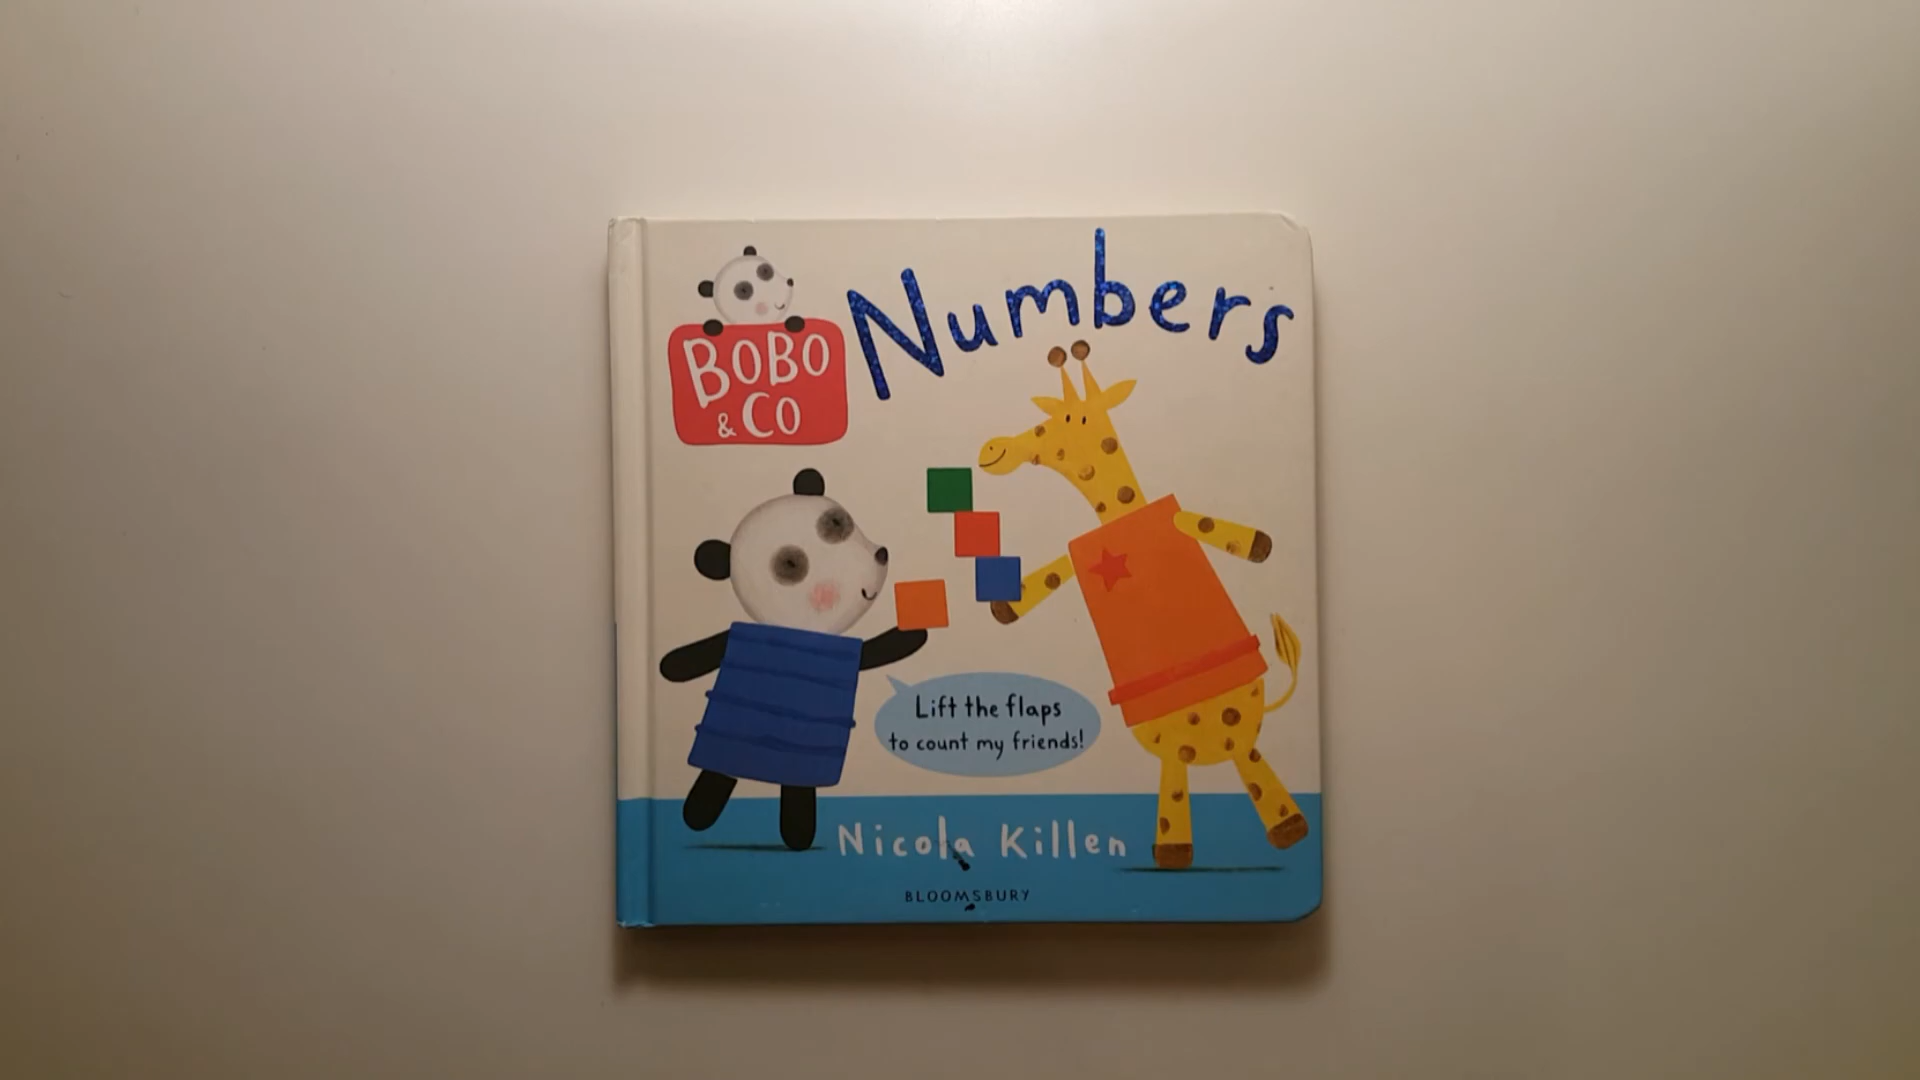 Numbers
BOBO
& CO
Lift the flaps
to count my friends!
Nicola Killen
BLOOMSBURY